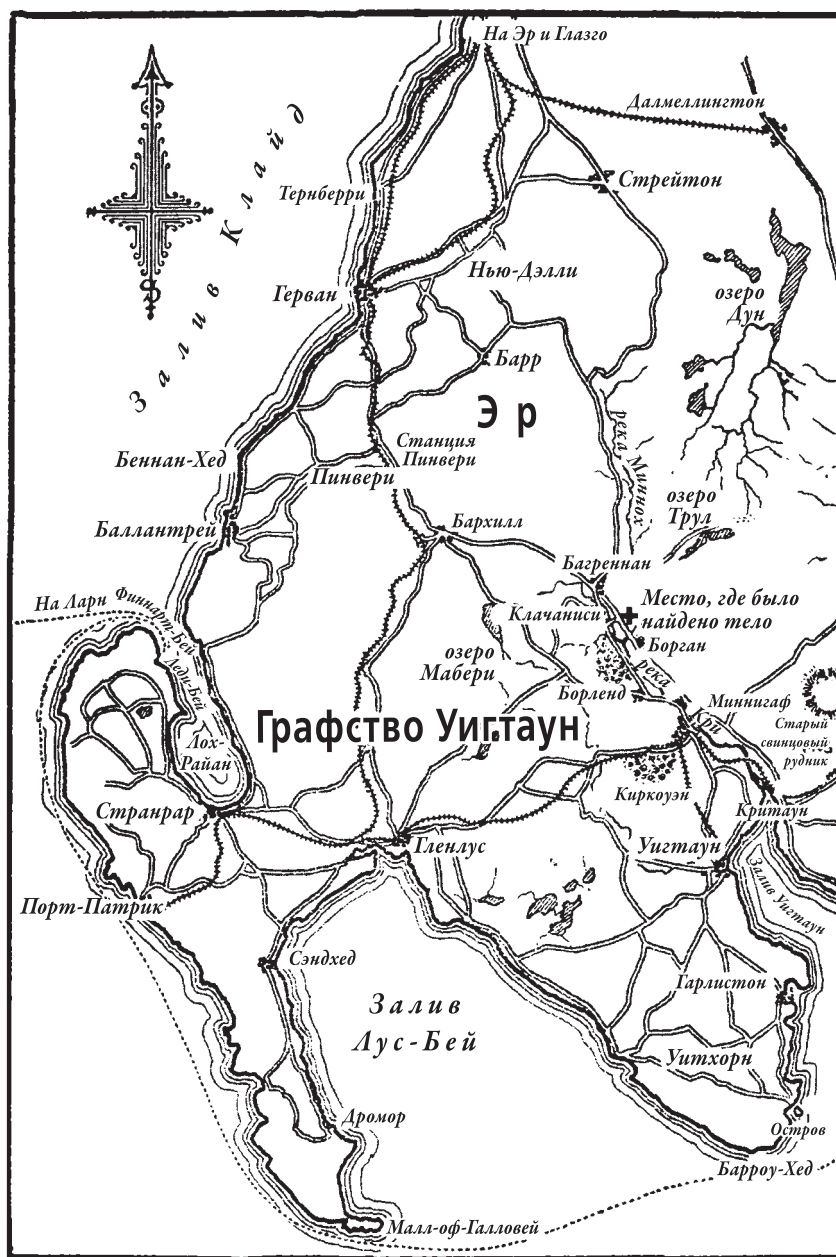 На Эр и Глазго
Далмеллингтон
Залив Клайд
Тернберри
Стрейтон
Нью-Дэлли
Герван
озеро
Дун
Барр
Эр
S
Станция
Пинвери
река Миннох
Беннан-Хед
Пинвери
озеро
Трул
Баллантрей
Бархилл
Багреннан
На Ларн
Финнарт-Бей
Место, где было
найдено тело
Клачаниси
Борган
Леди-Бей
озеро
Мабери
река
Кри
Борленд
Миннигаф
Графство Уигтаун
Старый
свинцовый
рудник
Лох-
Райан
Киркоуэн
Критаун
Странрар
Гленлус
Уигтаун
Залив Уигтаун
Порт-Патрик
Сэндхед
Гарлистон
Залив
Лус-Бей
Уитхорн
Дромор
Остров
Барроу-Хед
Малл-оф-Галловей